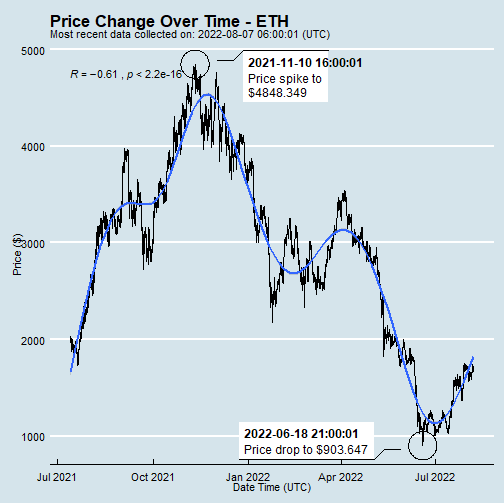 Price Change Over Time - ETH
Most recent data collected on: 2022-08-07 06:00:01 (UTC)
5000
R = −0.61 , p < 2.2e-16
2021-11-10 16:00:01
Price spike to
$4848.349
4000
3000
Price ($)
2000
2022-06-18 21:00:01
Price drop to $903.647
1000
Jul 2021
Oct 2021
Jan 2022
Apr 2022
Jul 2022
Date Time (UTC)